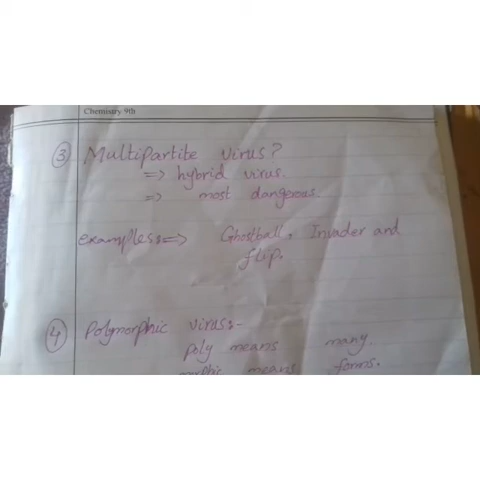 Chemistry 9th
③ Multipartite virus?
=> hybrid virus.
=> most dangerous.
examples:=> Ghostball, Invader and
flip.
④ Polymorphic virus:-
poly means many.
morphic means forms.